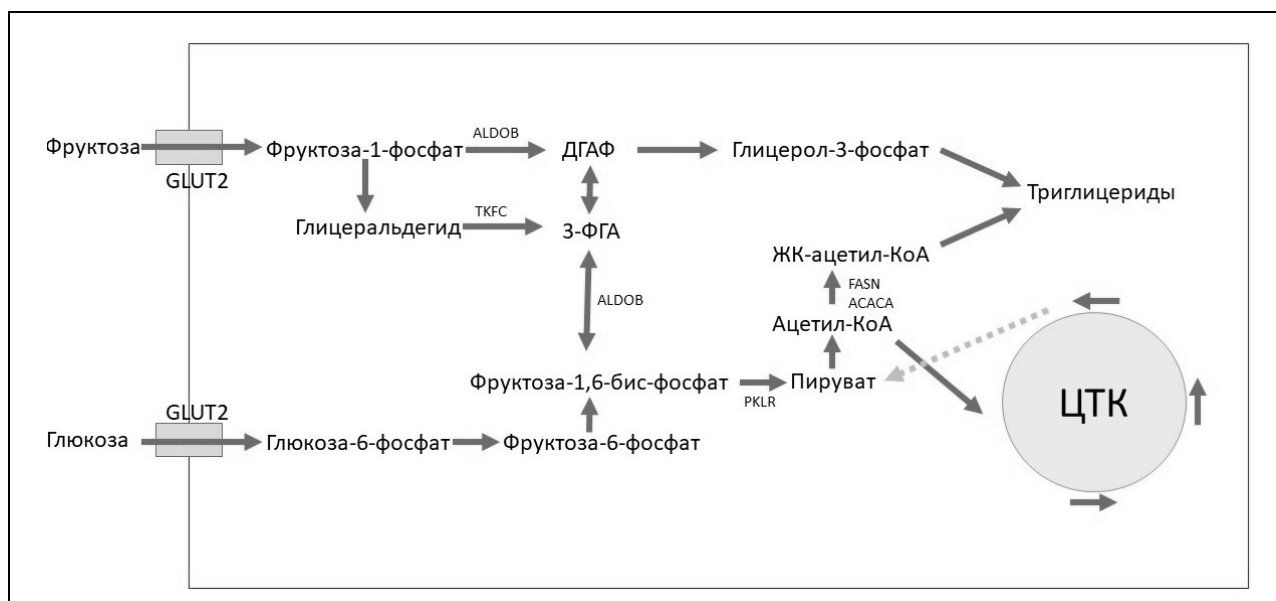 Фруктоза
GLUT2
Фруктоза-1-фосфат
ALDOB
ДГАФ
Глицерол-3-фосфат
Триглицериды
Глицеральдегид
TKFC
3-ФГА
ЖК-ацетил-КоА
ALDOB
FASN
ACACA
Ацетил-КоА
Фруктоза-1,6-бис-фосфат
PKLR
Пируват
ЦТК
GLUT2
Глюкоза
Глюкоза-6-фосфат
Фруктоза-6-фосфат